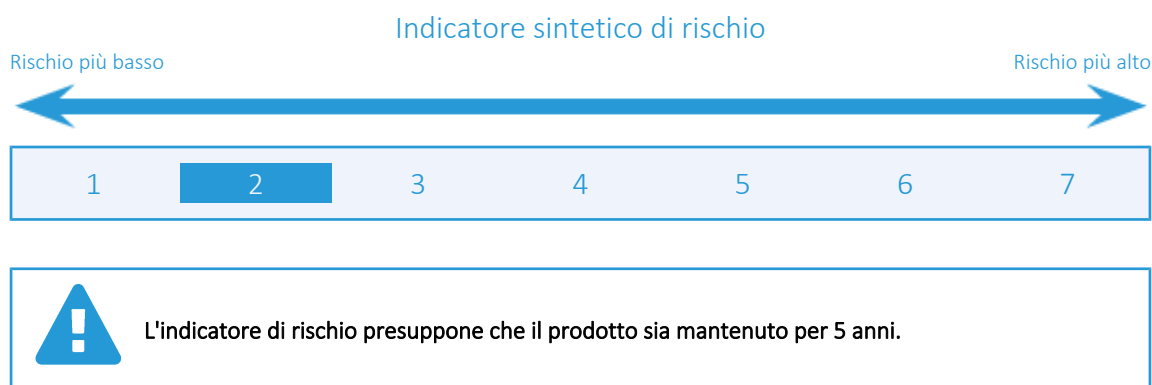 Indicatore sintetico di rischio
Rischio più basso
Rischio più alto
1 2 3 4 5 6 7
L'indicatore di rischio presuppone che il prodotto sia mantenuto per 5 anni.